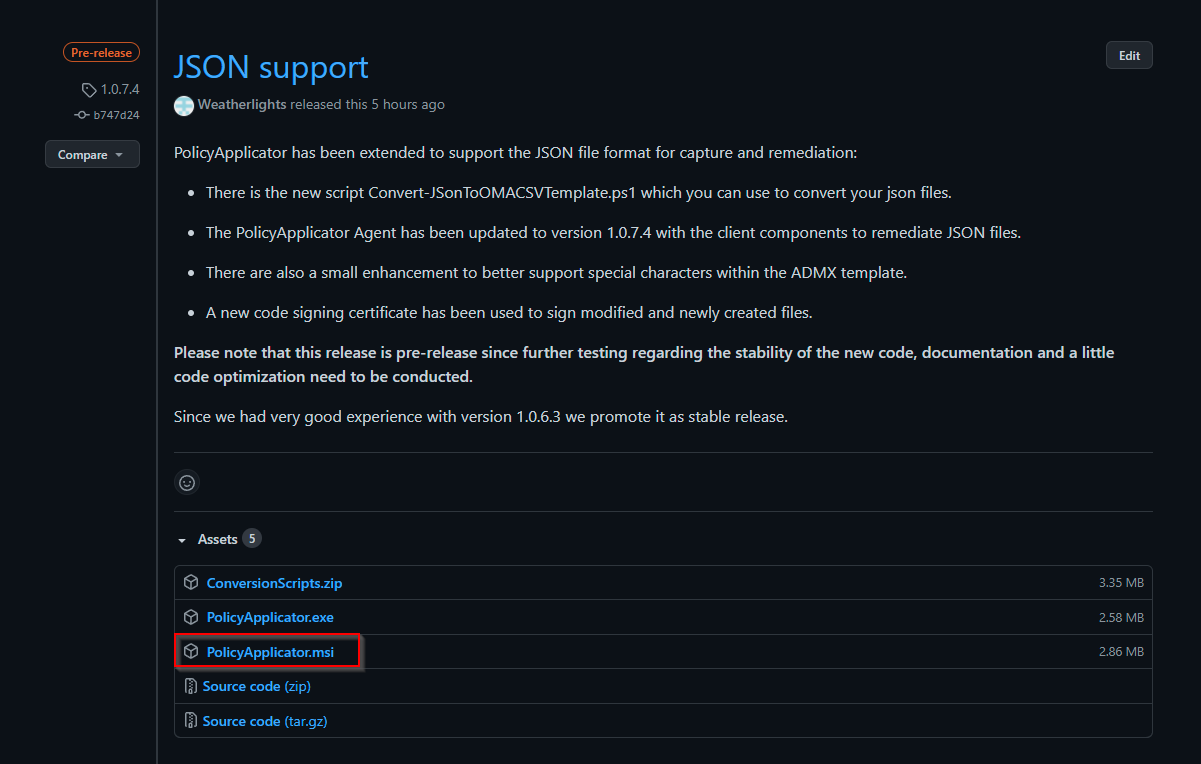 Pre-release
1.0.7.4
b747d24
Compare
JSON support
Edit
Weatherlights released this 5 hours ago
PolicyApplicator has been extended to support the JSON file format for capture and remediation:
There is the new script Convert-JSonToOMACSVTemplate.ps1 which you can use to convert your json files.
The PolicyApplicator Agent has been updated to version 1.0.7.4 with the client components to remediate JSON files.
There are also a small enhancement to better support special characters within the ADMX template.
A new code signing certificate has been used to sign modified and newly created files.
Please note that this release is pre-release since further testing regarding the stability of the new code, documentation and a little
code optimization need to be conducted.
Since we had very good experience with version 1.0.6.3 we promote it as stable release.
Assets 5
ConversionScripts.zip 3.35 MB
PolicyApplicator.exe 2.58 MB
PolicyApplicator.msi 2.86 MB
Source code (zip)
Source code (tar.gz)